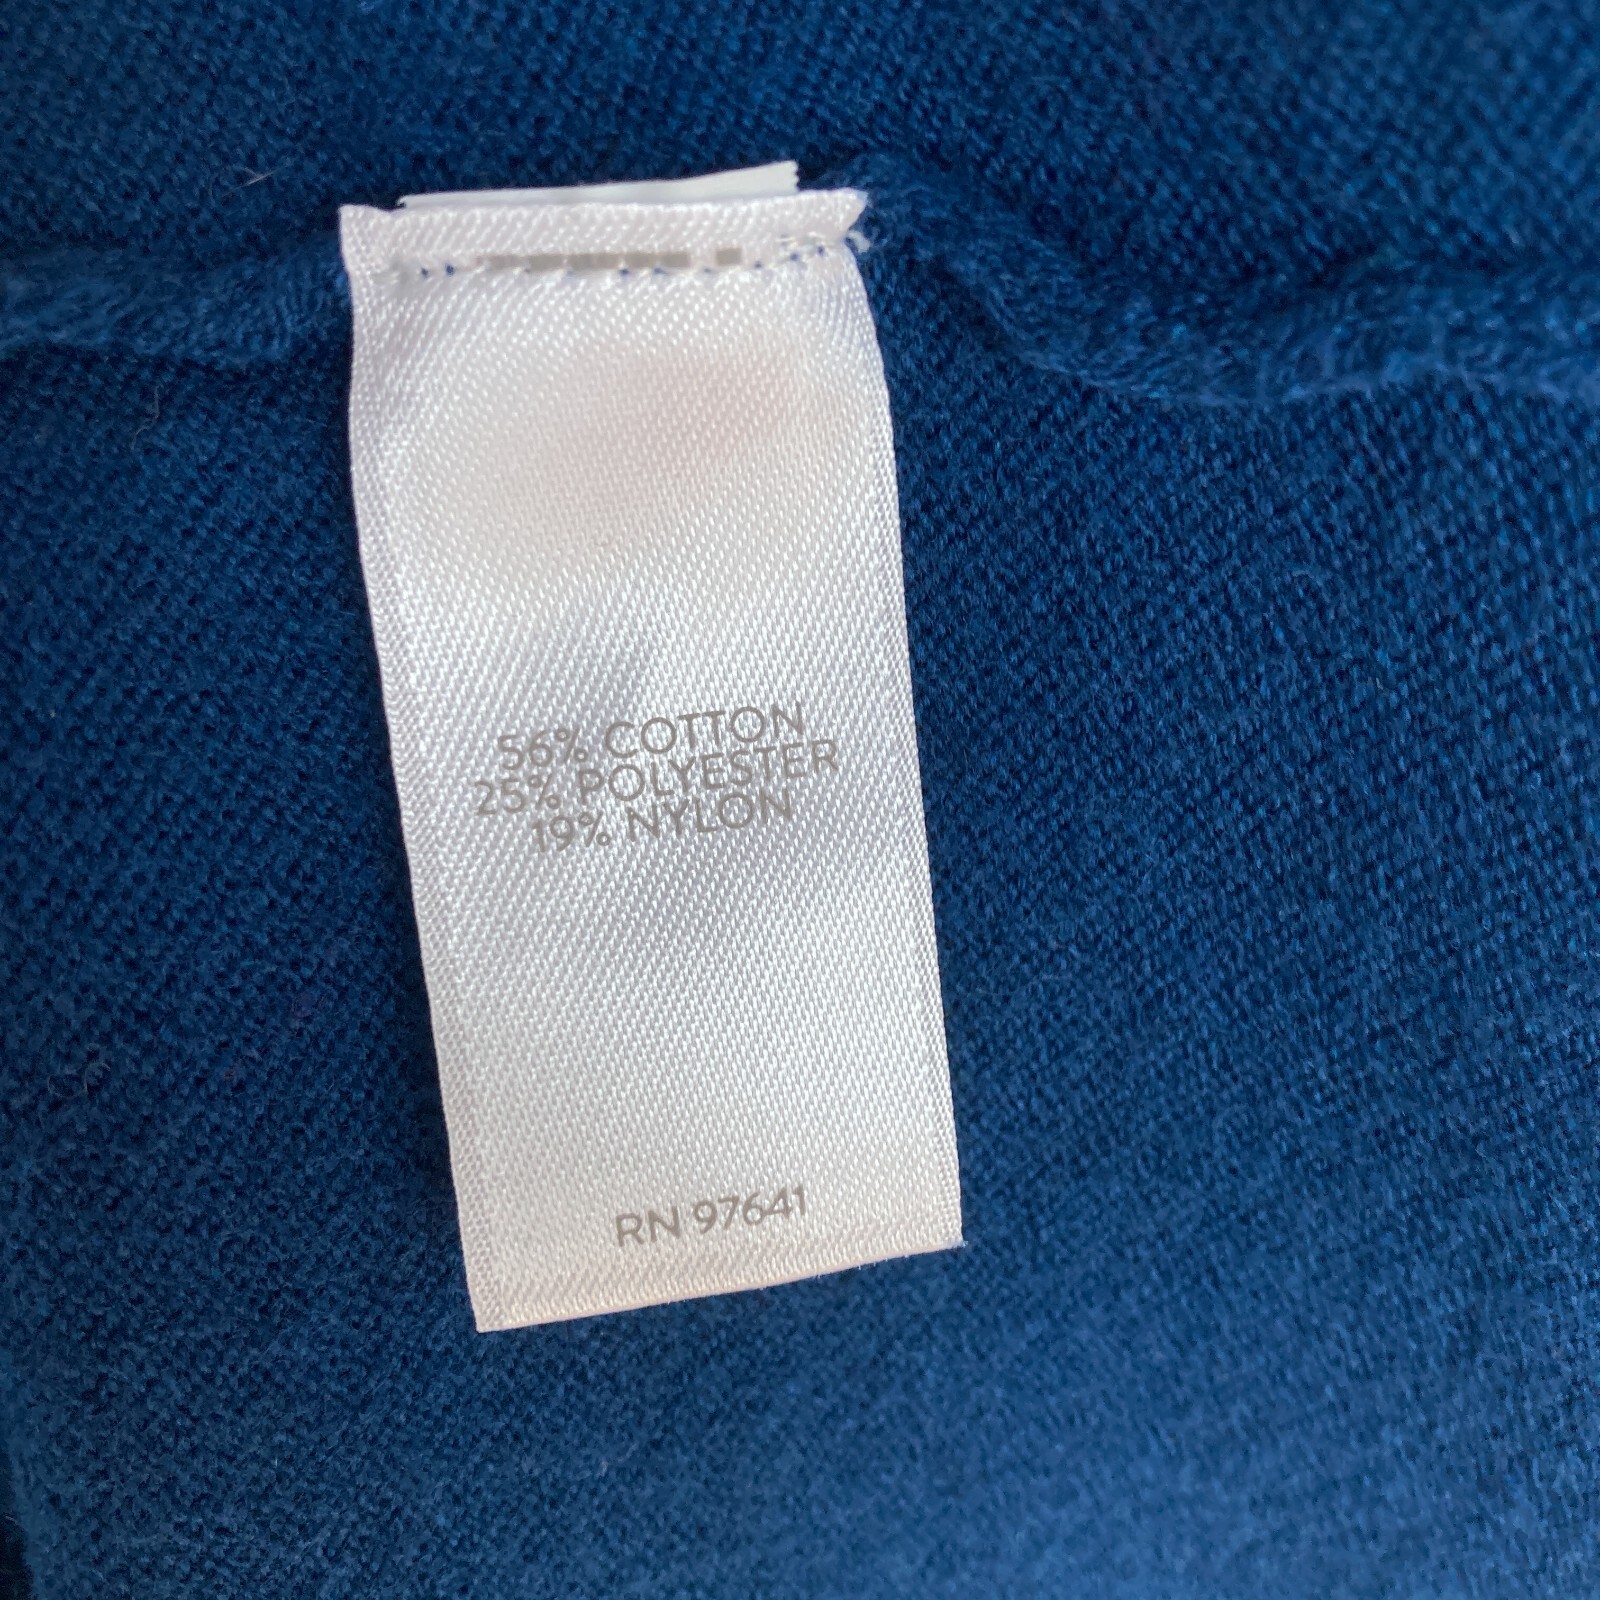 56% COTTON
25% POLYESTER
19% NYLON
RN 97641